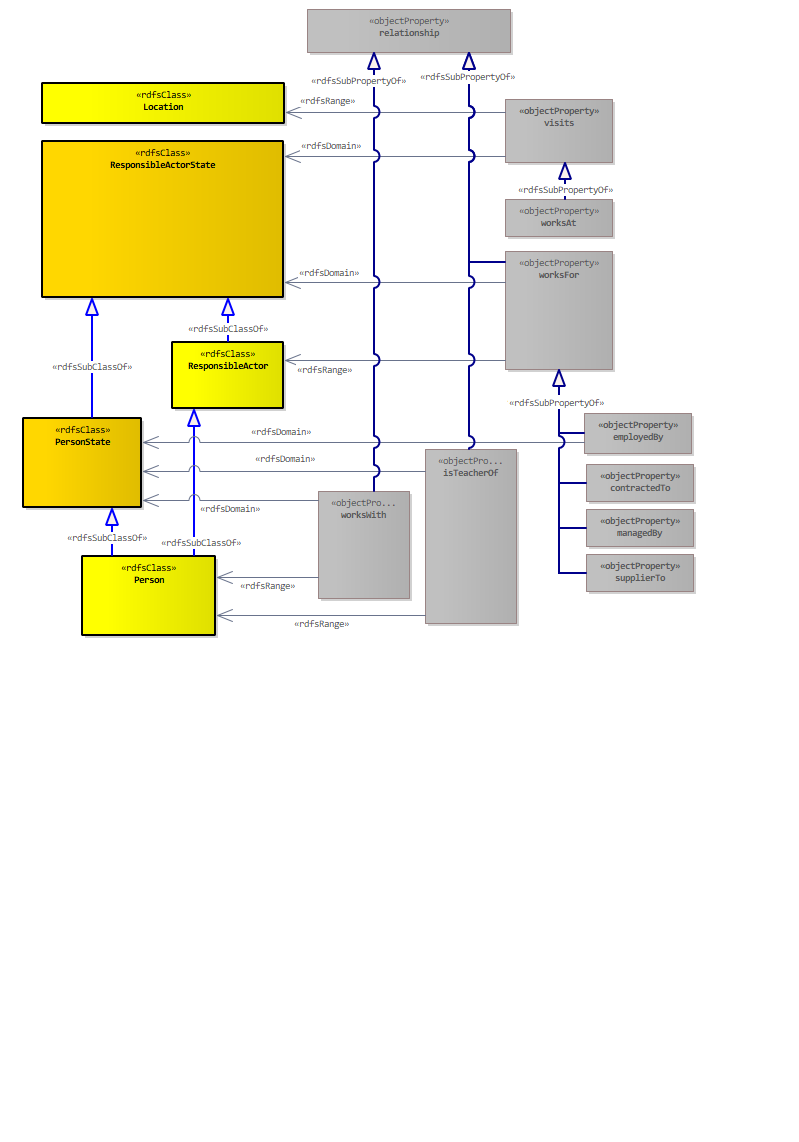 «objectProperty»
relationship
«rdfsSubPropertyOf»
«rdfsSubPropertyOf»
«rdfsClass»
Location
«rdfsRange»
«objectProperty»
visits
«rdfsClass»
ResponsibleActorState
«rdfsDomain»
«rdfsSubPropertyOf»
«objectProperty»
worksAt
«objectProperty»
worksFor
«rdfsDomain»
«rdfsSubClassOf»
«rdfsClass»
ResponsibleActor
«rdfsRange»
«rdfsSubClassOf»
«rdfsSubPropertyOf»
«rdfsClass»
PersonState
«rdfsDomain»
«objectProperty»
employedBy
«rdfsDomain»
«objectPro...
isTeacherOf
«objectProperty»
contractedTo
«rdfsDomain»
«objectPro...
worksWith
«objectProperty»
managedBy
«rdfsSubClassOf»
«rdfsSubClassOf»
«objectProperty»
supplierTo
«rdfsClass»
Person
«rdfsRange»
«rdfsRange»